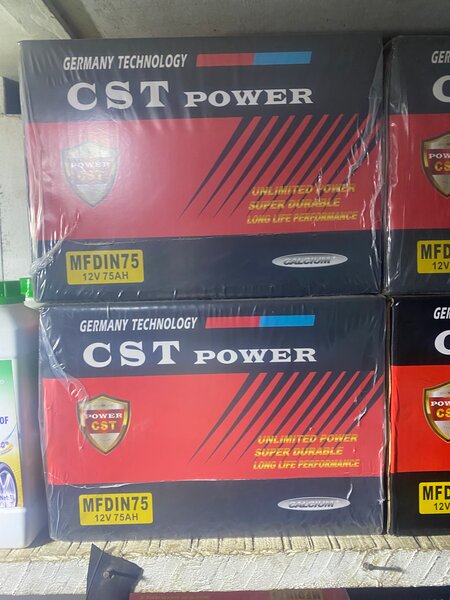 GERMANY TECHNOLOGY
CST POWER
POWER
CST
UNLIMITED POWER
SUPER DURABLE
LONG LIFE PERFORMANCE
MFDIN75
12V 75AH
CALCIUM
GERMANY TECHNOLOGY
CST POWER
POWER
CST
UNLIMITED POWER
SUPER DURABLE
LONG LIFE PERFORMANCE
MFDIN75
12V 75AH
CALCIUM